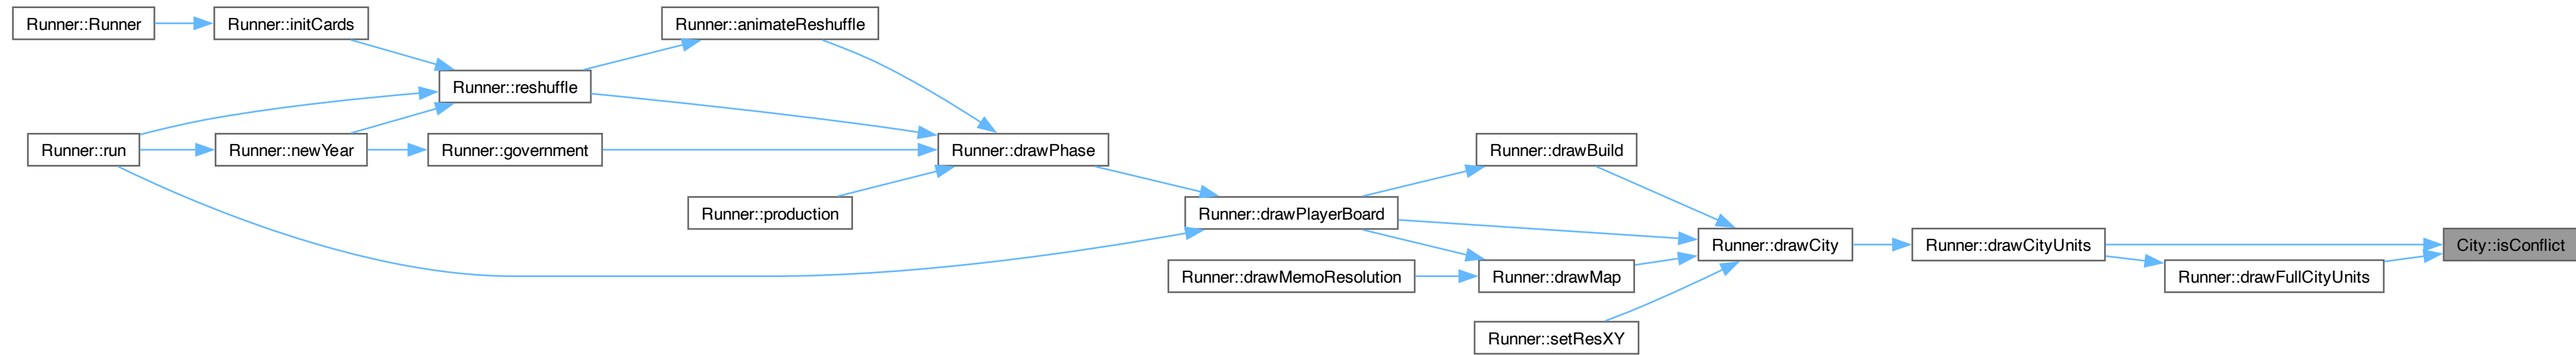 Runner::Runner
Runner::initCards
Runner::animateReshuffle
Runner::reshuffle
Runner::run
Runner::newYear
Runner::government
Runner::drawPhase
Runner::drawBuild
Runner::production
Runner::drawPlayerBoard
Runner::drawCity
Runner::drawCityUnits
City::isConflict
Runner::drawMemoResolution
Runner::drawMap
Runner::drawFullCityUnits
Runner::setResXY